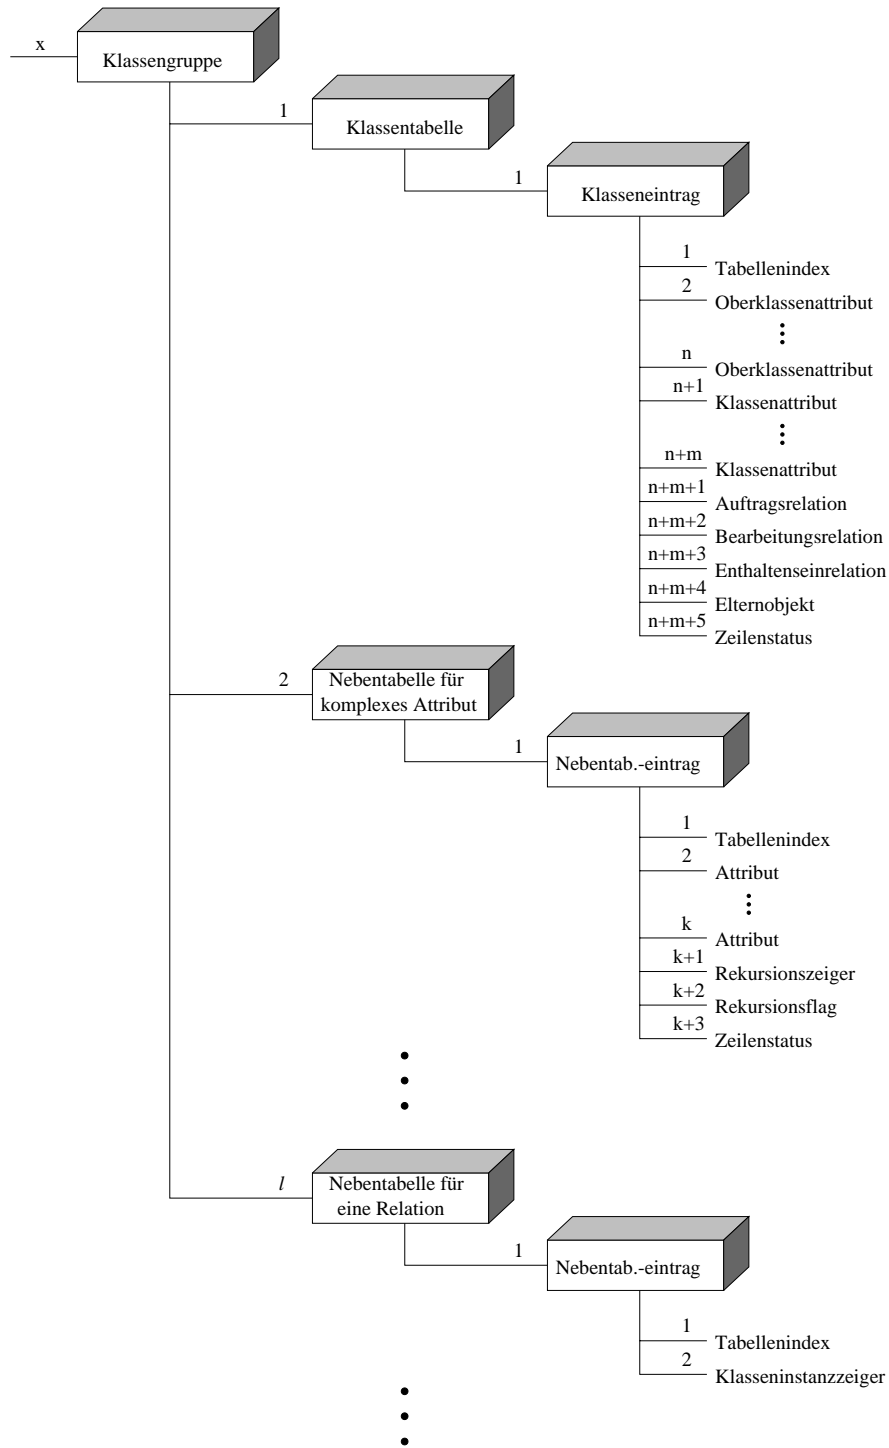 x
Klassengruppe
1
Klassentabelle
1
Klasseneintrag
1
Tabellenindex
2
Oberklassenattribut
n
Oberklassenattribut
n+1
Klassenattribut
n+m
Klassenattribut
n+m+1
Auftragsrelation
n+m+2
Bearbeitungsrelation
n+m+3
Enthaltenseinrelation
n+m+4
Elternobjekt
n+m+5
Zeilenstatus
2
Nebentabelle für
komplexes Attribut
1
Nebentab.-eintrag
1
Tabellenindex
2
Attribut
k
Attribut
k+1
Rekursionszeiger
k+2
Rekursionsflag
k+3
Zeilenstatus
l
Nebentabelle für
eine Relation
1
Nebentab.-eintrag
1
Tabellenindex
2
Klasseninstanzzeiger